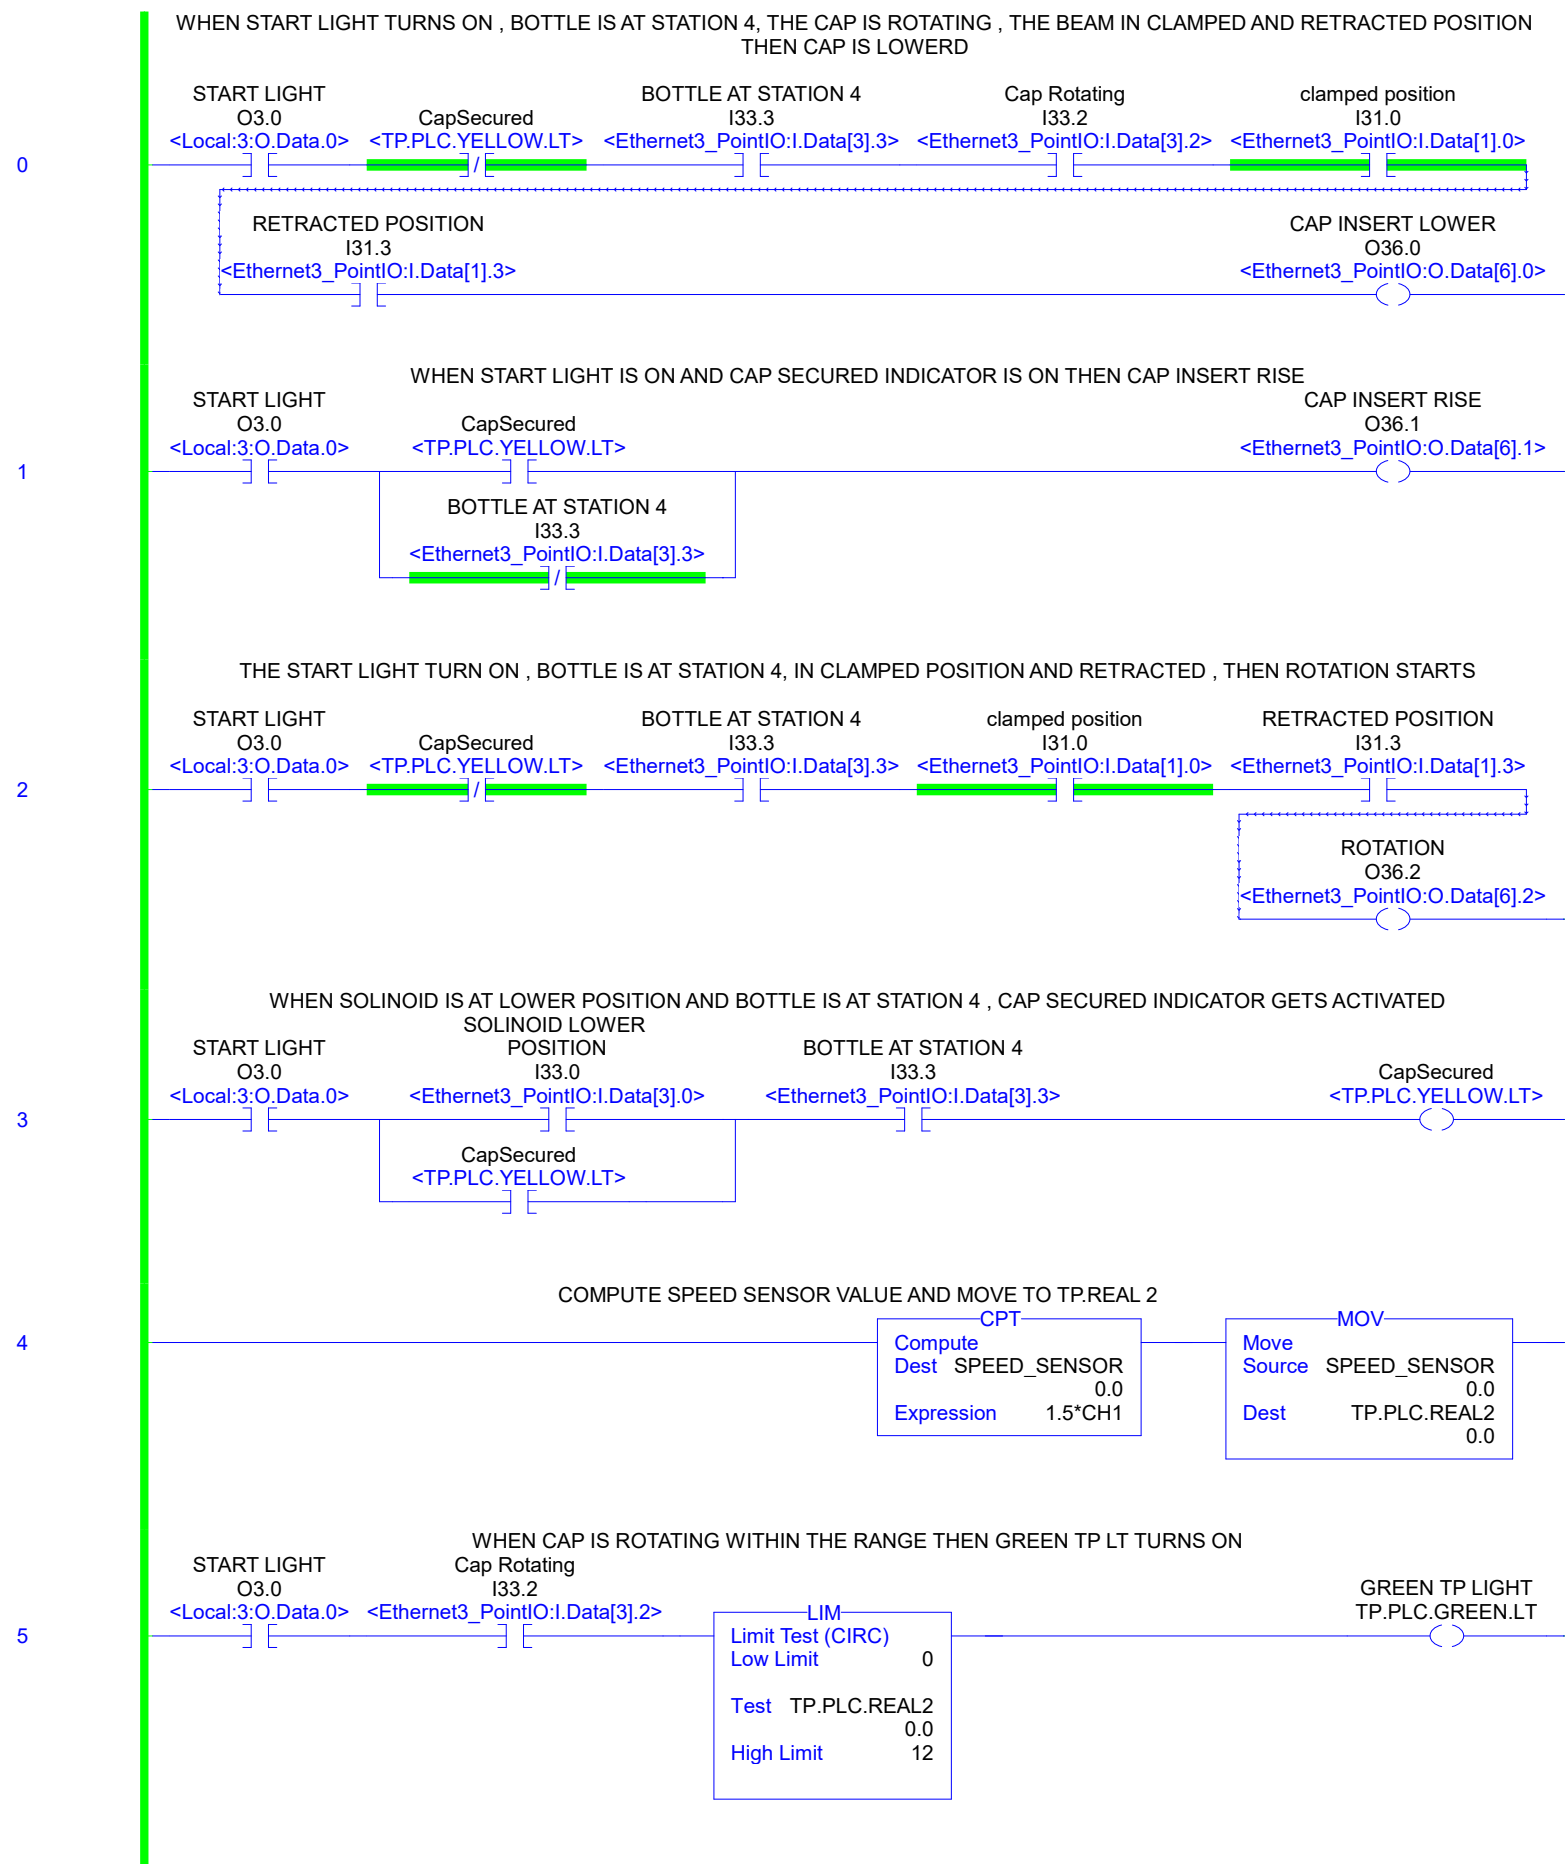 WHEN START LIGHT TURNS ON , BOTTLE IS AT STATION 4, THE CAP IS ROTATING , THE BEAM IN CLAMPED AND RETRACTED POSITION
THEN CAP IS LOWERD
START LIGHT
O3.0
<Local:3:O.Data.0>
CapSecured
<TP.PLC.YELLOW.LT>
BOTTLE AT STATION 4
I33.3
<Ethernet3_PointIO:I.Data[3].3>
Cap Rotating
I33.2
<Ethernet3_PointIO:I.Data[3].2>
clamped position
I31.0
<Ethernet3_PointIO:I.Data[1].0>
0
/
RETRACTED POSITION
I31.3
<Ethernet3_PointIO:I.Data[1].3>
CAP INSERT LOWER
O36.0
<Ethernet3_PointIO:O.Data[6].0>
WHEN START LIGHT IS ON AND CAP SECURED INDICATOR IS ON THEN CAP INSERT RISE
START LIGHT
O3.0
<Local:3:O.Data.0>
CapSecured
<TP.PLC.YELLOW.LT>
CAP INSERT RISE
O36.1
<Ethernet3_PointIO:O.Data[6].1>
1
BOTTLE AT STATION 4
I33.3
<Ethernet3_PointIO:I.Data[3].3>
/
THE START LIGHT TURN ON , BOTTLE IS AT STATION 4, IN CLAMPED POSITION AND RETRACTED , THEN ROTATION STARTS
START LIGHT
O3.0
<Local:3:O.Data.0>
CapSecured
<TP.PLC.YELLOW.LT>
BOTTLE AT STATION 4
I33.3
<Ethernet3_PointIO:I.Data[3].3>
clamped position
I31.0
<Ethernet3_PointIO:I.Data[1].0>
RETRACTED POSITION
I31.3
<Ethernet3_PointIO:I.Data[1].3>
2
/
ROTATION
O36.2
<Ethernet3_PointIO:O.Data[6].2>
WHEN SOLINOID IS AT LOWER POSITION AND BOTTLE IS AT STATION 4 , CAP SECURED INDICATOR GETS ACTIVATED
START LIGHT
O3.0
<Local:3:O.Data.0>
SOLINOID LOWER
POSITION
I33.0
<Ethernet3_PointIO:I.Data[3].0>
BOTTLE AT STATION 4
I33.3
<Ethernet3_PointIO:I.Data[3].3>
CapSecured
<TP.PLC.YELLOW.LT>
3
CapSecured
<TP.PLC.YELLOW.LT>
COMPUTE SPEED SENSOR VALUE AND MOVE TO TP.REAL 2
4
CPT
Compute
Dest SPEED_SENSOR
0.0
Expression 1.5*CH1
MOV
Move
Source SPEED_SENSOR
0.0
Dest TP.PLC.REAL2
0.0
WHEN CAP IS ROTATING WITHIN THE RANGE THEN GREEN TP LT TURNS ON
START LIGHT
O3.0
<Local:3:O.Data.0>
Cap Rotating
I33.2
<Ethernet3_PointIO:I.Data[3].2>
5
LIM
Limit Test (CIRC)
Low Limit 0
Test TP.PLC.REAL2
0.0
High Limit 12
GREEN TP LIGHT
TP.PLC.GREEN.LT